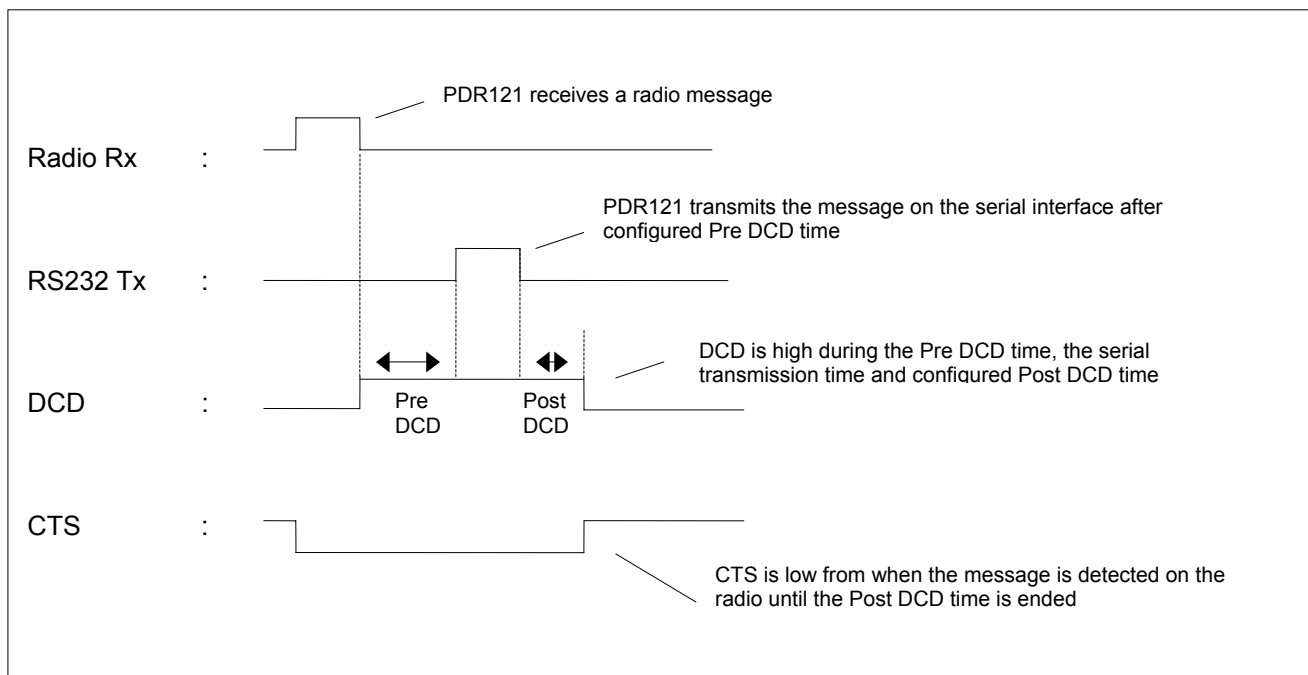 PDR121 receives a radio message
Radio Rx :
PDR121 transmits the message on the serial interface after
configured Pre DCD time
RS232 Tx :
DCD is high during the Pre DCD time, the serial
transmission time and configured Post DCD time
DCD :
Pre
DCD
Post
DCD
CTS :
CTS is low from when the message is detected on the
radio until the Post DCD time is ended